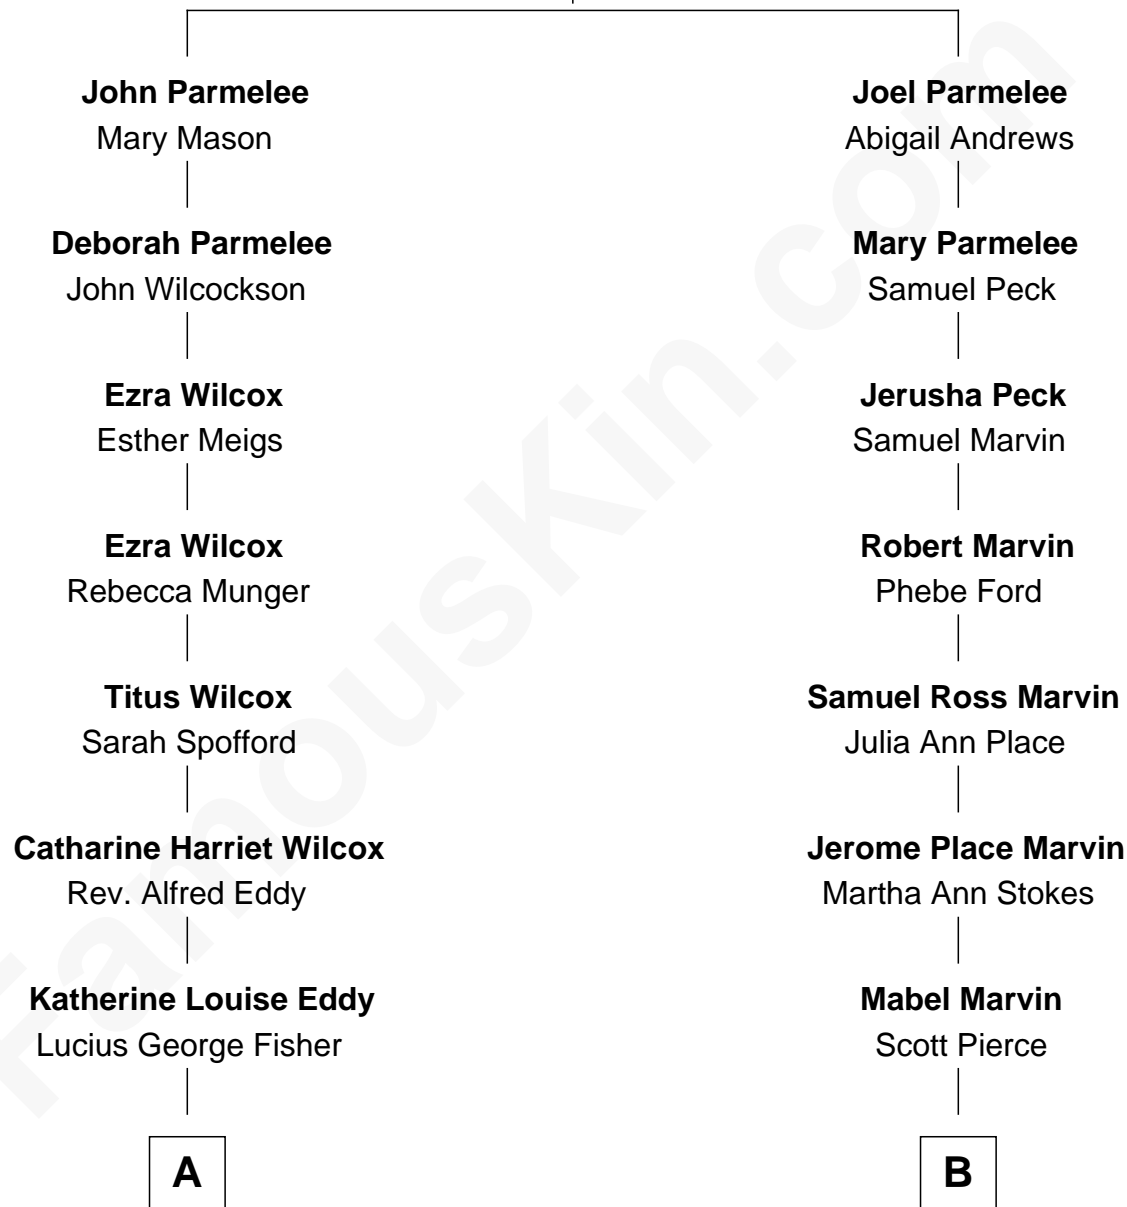 John Parmelee
Mary Mason
Deborah Parmelee
John Wilcockson
Ezra Wilcox
Esther Meigs
Ezra Wilcox
Rebecca Munger
Titus Wilcox
Sarah Spofford
Catharine Harriet Wilcox
Rev. Alfred Eddy
Katherine Louise Eddy
Lucius George Fisher
A
Joel Parmelee
Abigail Andrews
Mary Parmelee
Samuel Peck
Jerusha Peck
Samuel Marvin
Robert Marvin
Phebe Ford
Samuel Ross Marvin
Julia Ann Place
Jerome Place Marvin
Martha Ann Stokes
Mabel Marvin
Scott Pierce
B
FamousKin.com